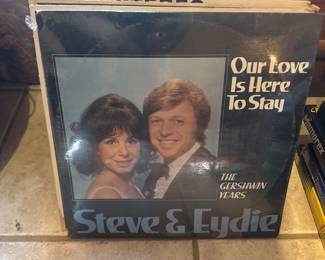 Our Love
Is Here
To Stay
THE
GERSHWIN
YEARS
Steve & Eydie